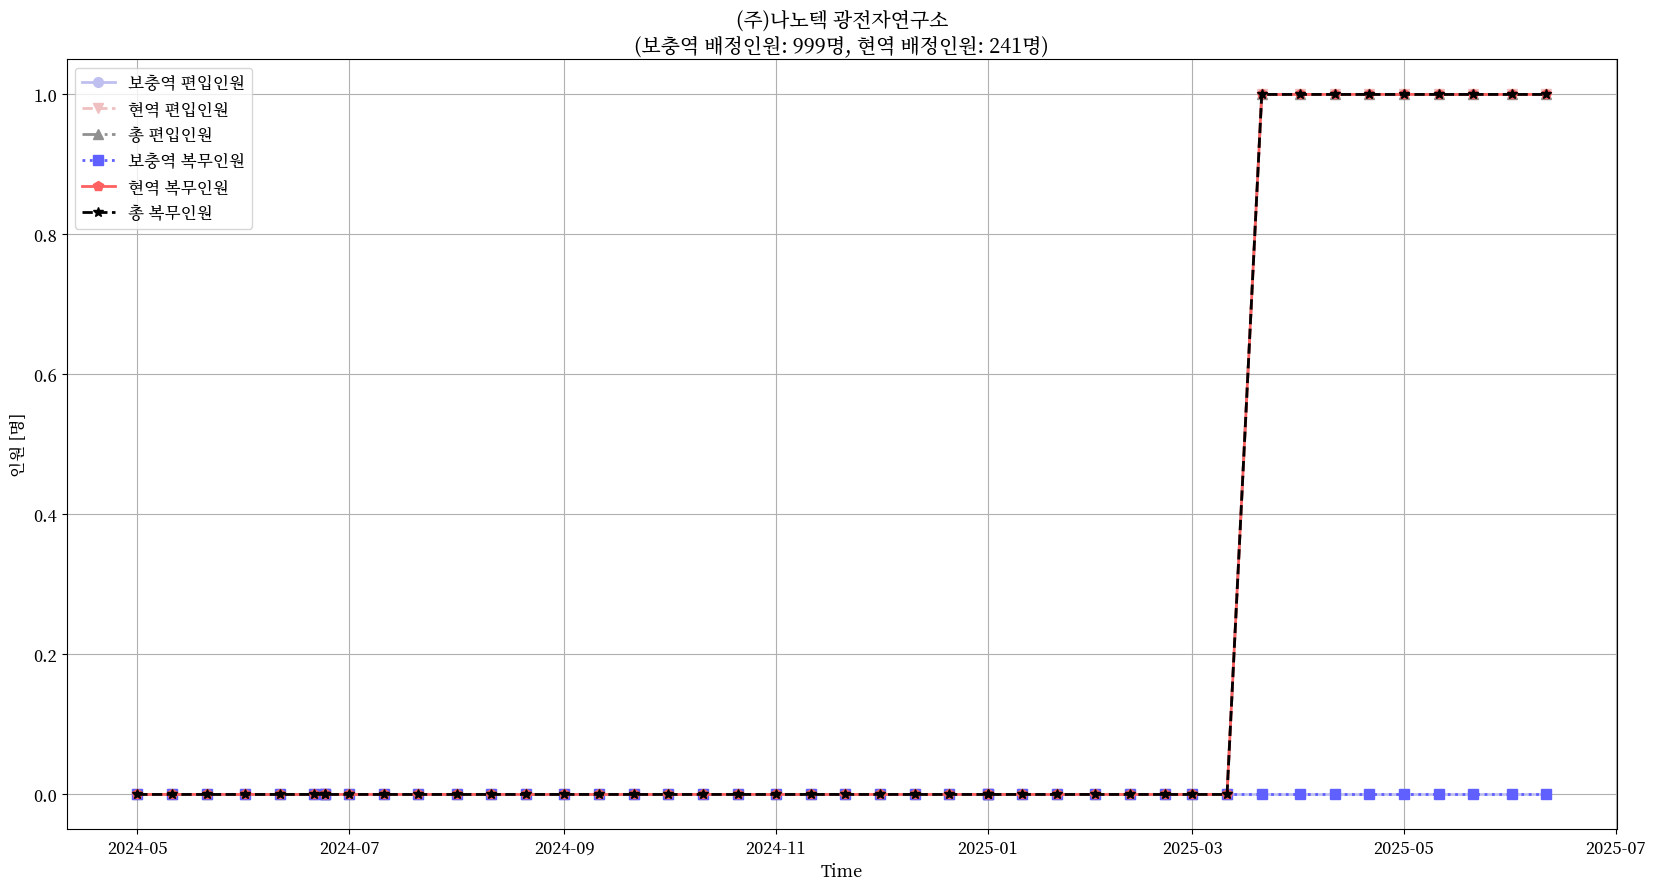 (주)나노텍 광전자연구소
(보충역 배정인원: 999명, 현역 배정인원: 241명)
보충역 편입인원
현역 편입인원
총 편입인원
보충역 복무인원
현역 복무인원
총 복무인원
1.0
0.8
0.6
0.4
0.2
0.0
인원 [명]
2024-05
2024-07
2024-09
2024-11
2025-01
2025-03
2025-05
2025-07
Time